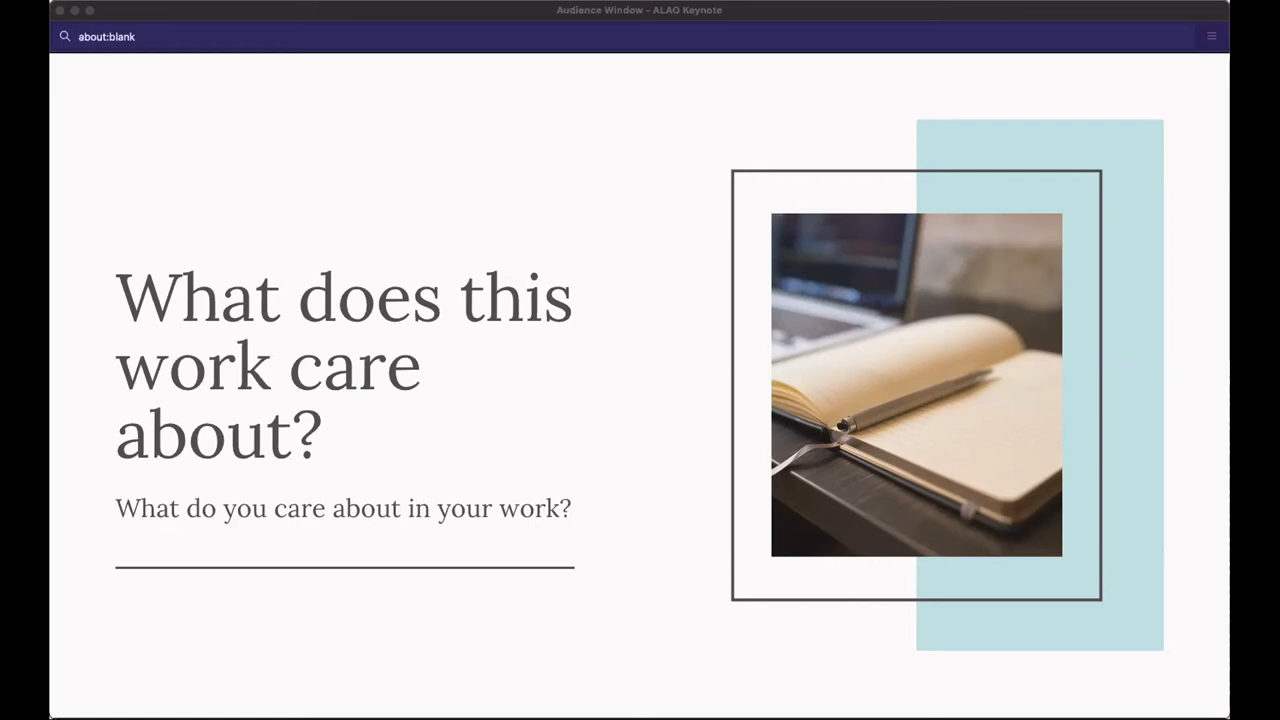 Audience Window - ALAO Keynote
about:blank
What does this
work care
about?
What do you care about in your work?